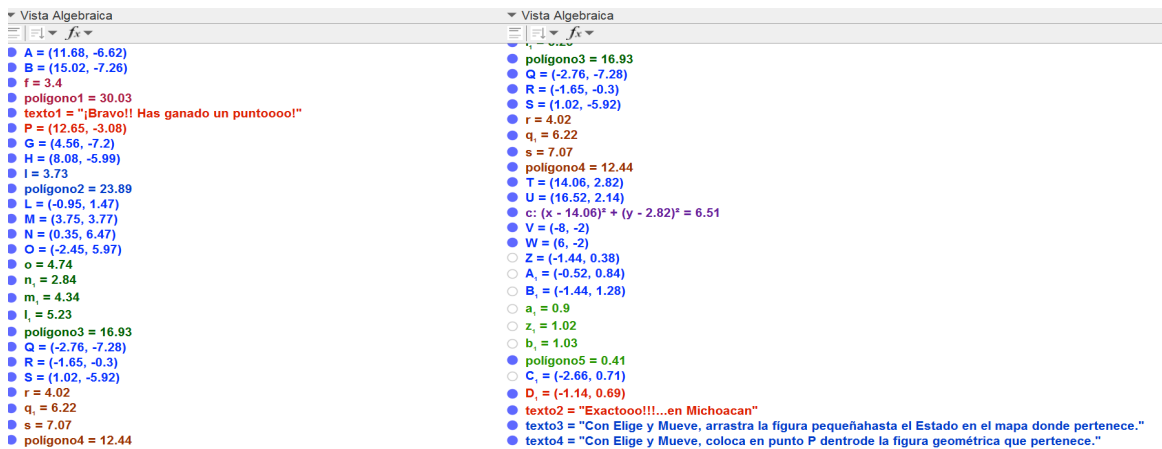 Vista Algebraica
fx
A = (11.68, -6.62)
B = (15.02, -7.26)
f = 3.4
polígono1 = 30.03
texto1 = "¡Bravo!! Has ganado un puntoooo!"
P = (12.65, -3.08)
G = (4.56, -7.2)
H = (8.08, -5.99)
l = 3.73
polígono2 = 23.89
L = (-0.95, 1.47)
M = (3.75, 3.77)
N = (0.35, 6.47)
O = (-2.45, 5.97)
o = 4.74
n₁ = 2.84
m₁ = 4.34
l₁ = 5.23
polígono3 = 16.93
Q = (-2.76, -7.28)
R = (-1.65, -0.3)
S = (1.02, -5.92)
r = 4.02
q₁ = 6.22
s = 7.07
polígono4 = 12.44
Vista Algebraica
fx
polígono3 = 16.93
Q = (-2.76, -7.28)
R = (-1.65, -0.3)
S = (1.02, -5.92)
r = 4.02
q₁ = 6.22
s = 7.07
polígono4 = 12.44
T = (14.06, 2.82)
U = (16.52, 2.14)
c: (x - 14.06)² + (y - 2.82)² = 6.51
V = (-8, -2)
W = (6, -2)
Z = (-1.44, 0.38)
A₁ = (-0.52, 0.84)
B₁ = (-1.44, 1.28)
a₁ = 0.9
z₁ = 1.02
b₁ = 1.03
polígono5 = 0.41
C₁ = (-2.66, 0.71)
D₁ = (-1.14, 0.69)
texto2 = "Exactooo!!!...en Michoacan"
texto3 = "Con Elige y Mueve, arrastra la fígura pequeñahasta el Estado en el mapa donde pertenece."
texto4 = "Con Elige y Mueve, coloca en punto P dentrode la figura geométrica que pertenece."